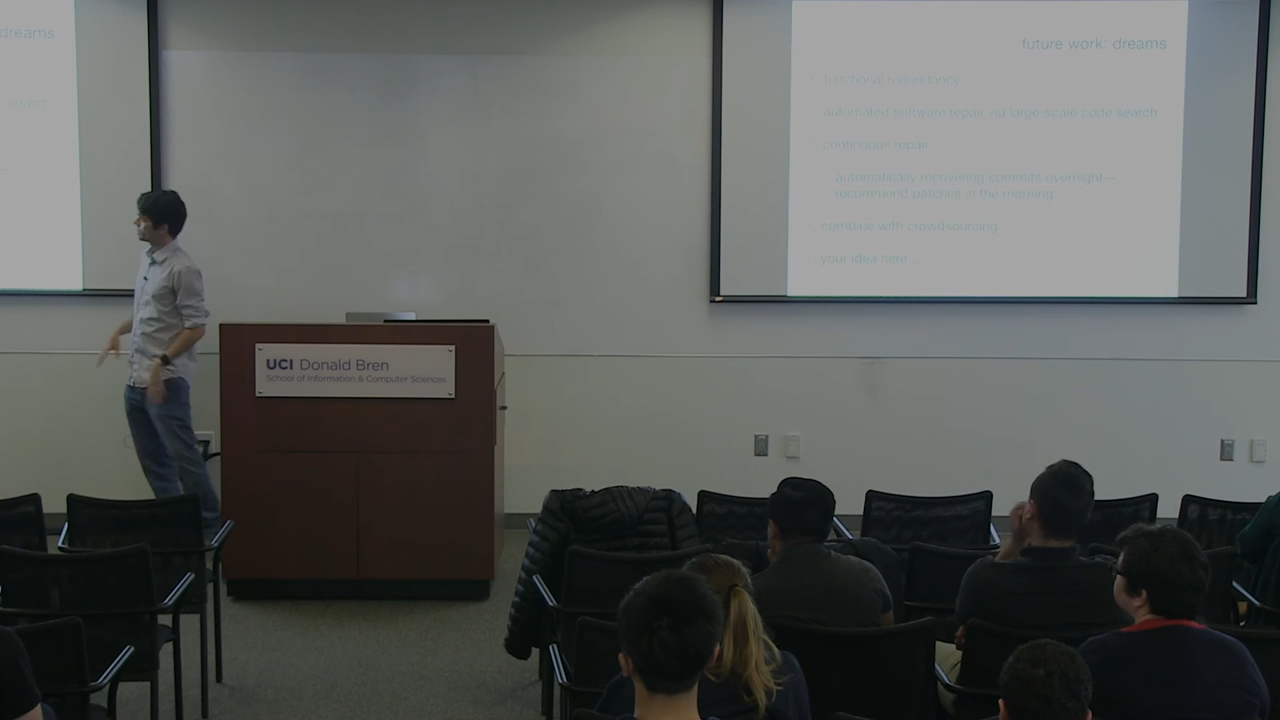 dreams
future work: dreams
functional redundancy
automated software repair via large-scale code search
continuous repair
automatically recovering commits overnight —
recommend patches in the morning
combine with crowdsourcing
your idea here
UCI Donald Bren
School of Information & Computer Sciences